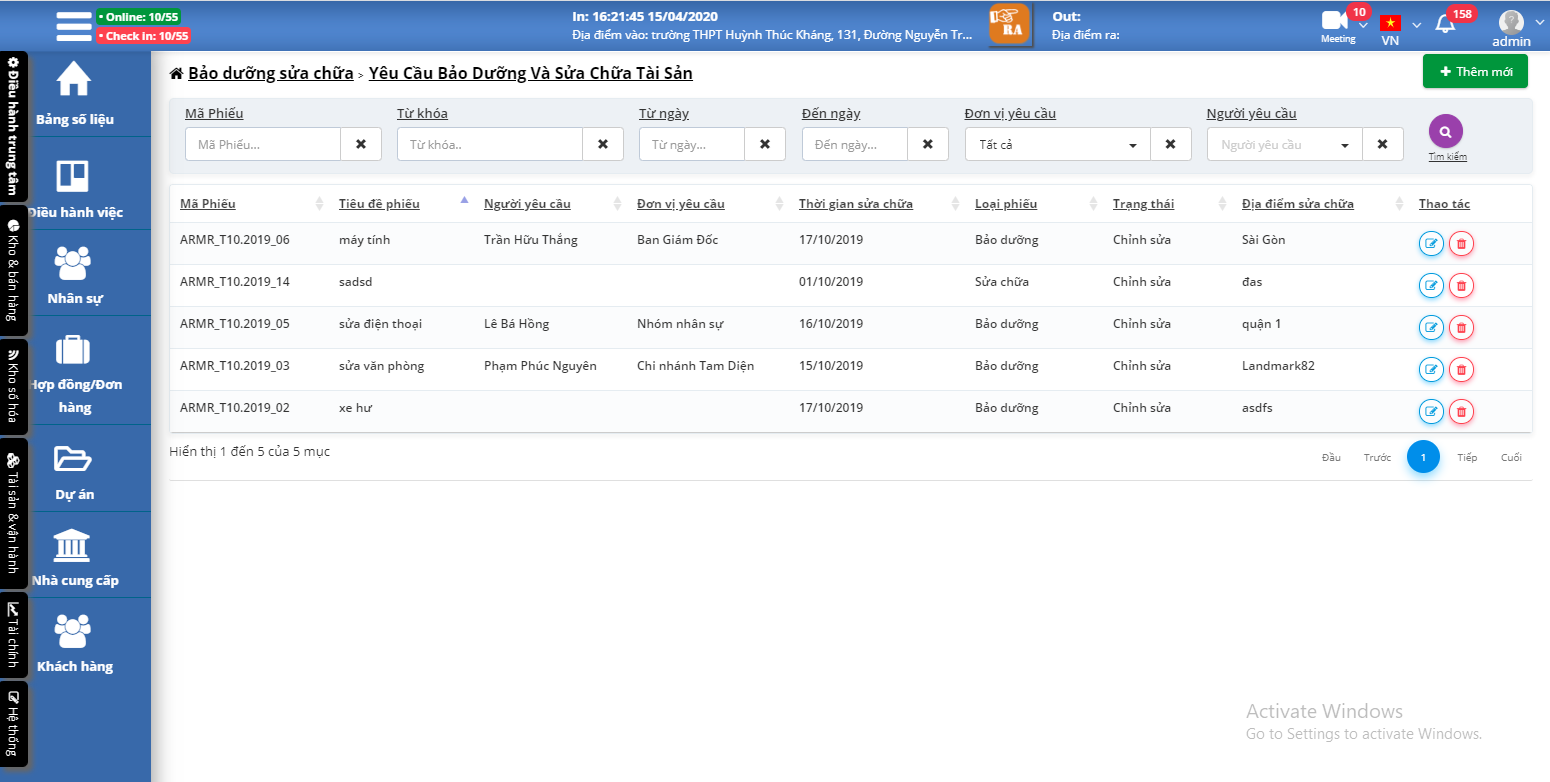 • Online: 10/55
• Check in: 10/55
In: 16:21:45 15/04/2020
Địa điểm vào: trường THPT Huỳnh Thúc Kháng, 131, Đường Nguyễn Tr...
RA
Out:
Địa điểm ra:
Meeting
10
VN
158
admin
Điều hành trung tâm
Kho & bán hàng
Kho số hóa
Tài sản & vận hành
Tài chính
Hệ thống
Bảng số liệu
Điều hành việc
Nhân sự
Hợp đồng/Đơn
hàng
Dự án
Nhà cung cấp
Khách hàng
Bảo dưỡng sửa chữa > Yêu Cầu Bảo Dưỡng Và Sửa Chữa Tài Sản
+ Thêm mới
Mã Phiếu Từ khóa Từ ngày Đến ngày Đơn vị yêu cầu Người yêu cầu
Mã Phiếu... Từ khóa.. Từ ngày... Đến ngày... Tất cả Người yêu cầu
Tìm kiếm
Mã Phiếu Tiêu đề phiếu Người yêu cầu Đơn vị yêu cầu Thời gian sửa chữa Loại phiếu Trạng thái Địa điểm sửa chữa Thao tác
ARMR_T10.2019_06 máy tính Trần Hữu Thắng Ban Giám Đốc 17/10/2019 Bảo dưỡng Chỉnh sửa Sài Gòn
ARMR_T10.2019_14 sadsd 01/10/2019 Sửa chữa Chỉnh sửa đas
ARMR_T10.2019_05 sửa điện thoại Lê Bá Hồng Nhóm nhân sự 16/10/2019 Bảo dưỡng Chỉnh sửa quận 1
ARMR_T10.2019_03 sửa văn phòng Phạm Phúc Nguyên Chi nhánh Tam Diện 15/10/2019 Bảo dưỡng Chỉnh sửa Landmark82
ARMR_T10.2019_02 xe hư 17/10/2019 Bảo dưỡng Chỉnh sửa asdfs
Hiển thị 1 đến 5 của 5 mục
Đầu Trước 1 Tiếp Cuối
Activate Windows
Go to Settings to activate Windows.